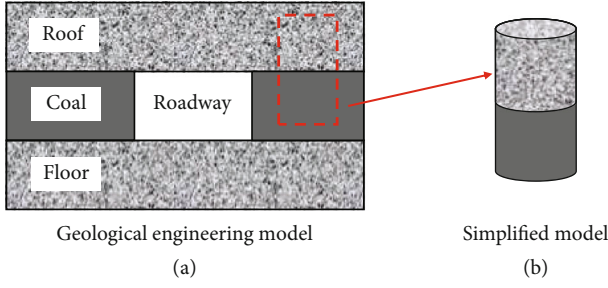 Roof
Coal
Roadway
Floor
Geological engineering model
(a)
Simplified model
(b)